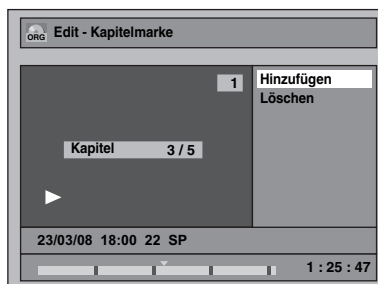 ORG Edit - Kapitelmarke
1
Hinzufügen
Löschen
Kapitel 3 / 5
23/03/08 18:00 22 SP
1 : 25 : 47